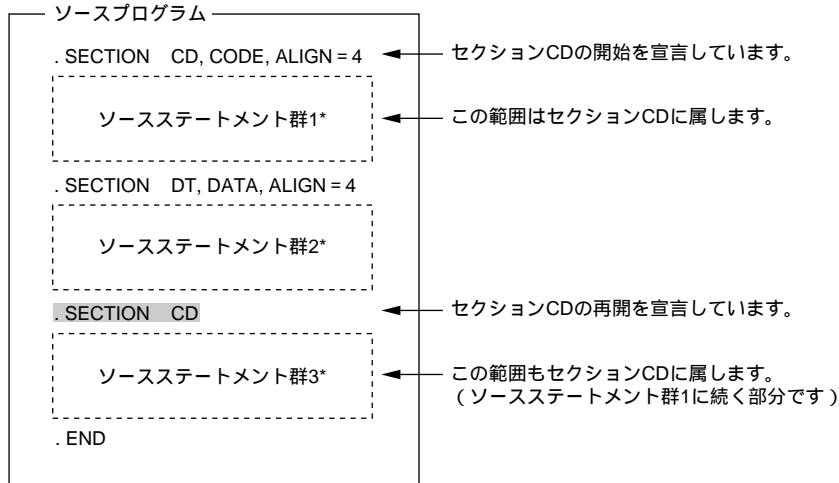 ソースプログラム
. SECTION CD, CODE, ALIGN = 4 セクションCDの開始を宣言しています。
ソースステートメント群1* この範囲はセクションCDに属します。
. SECTION DT, DATA, ALIGN = 4
ソースステートメント群2*
. SECTION CD セクションCDの再開を宣言しています。
ソースステートメント群3* この範囲もセクションCDに属します。
（ソースステートメント群1に続く部分です）
. END